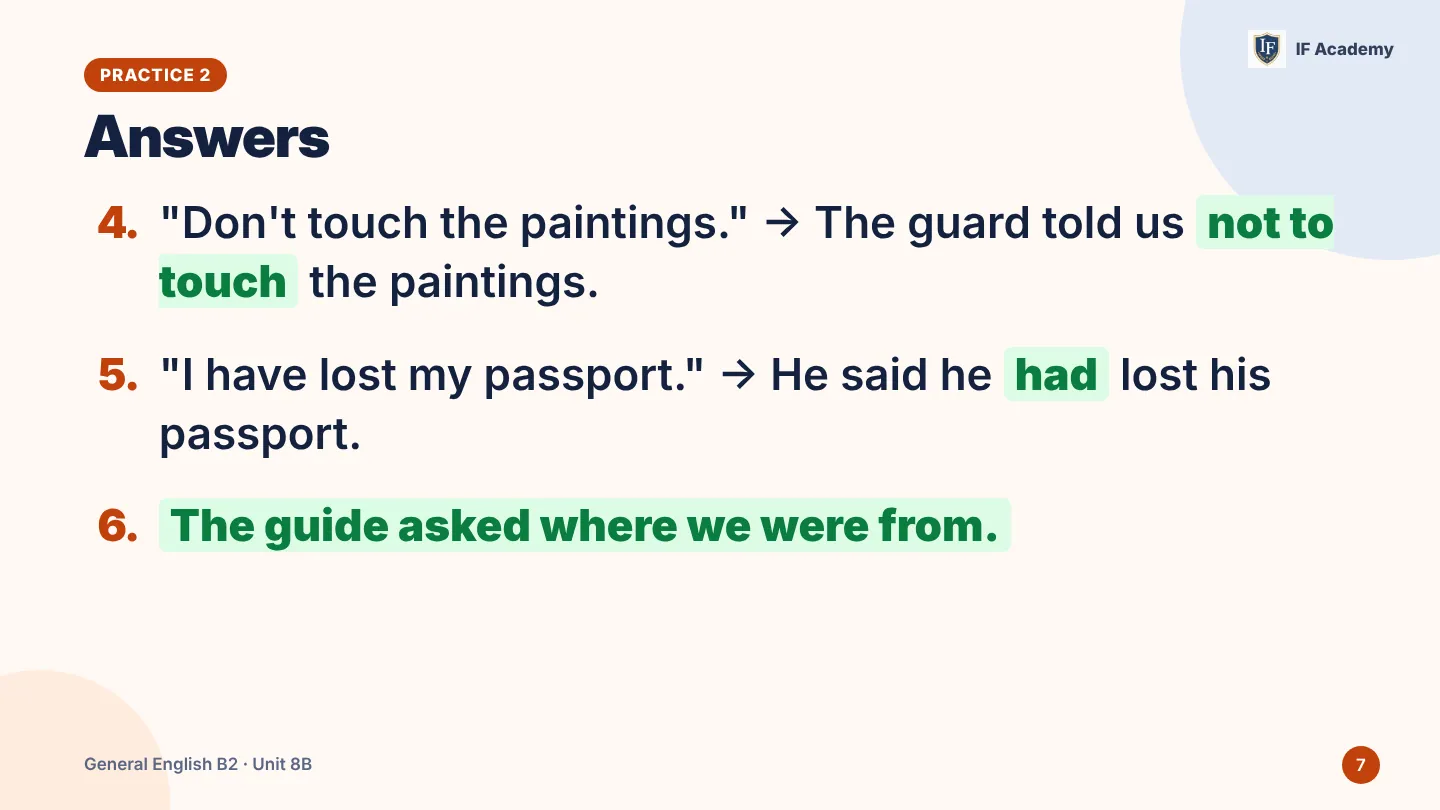 IF IF Academy
PRACTICE 2
Answers
4. "Don't touch the paintings." → The guard told us not to
touch the paintings.
5. "I have lost my passport." → He said he had lost his
passport.
6. The guide asked where we were from.
General English B2 · Unit 8B
7